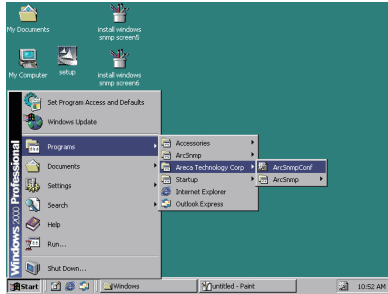 My Documents
install windows
snmp screen5
My Computer
setup
install windows
snmp screen6
Set Program Access and Defaults
Windows Update
Programs
Documents
Settings
Search
Help
Run...
Shut Down...
Windows 2000 Professional
Accessories
ArcSnmp
Areca Technology Corp
Startup
Internet Explorer
Outlook Express
ArcSnmpConf
ArcSnmp
Start
Windows
untitled - Paint
10:52 AM